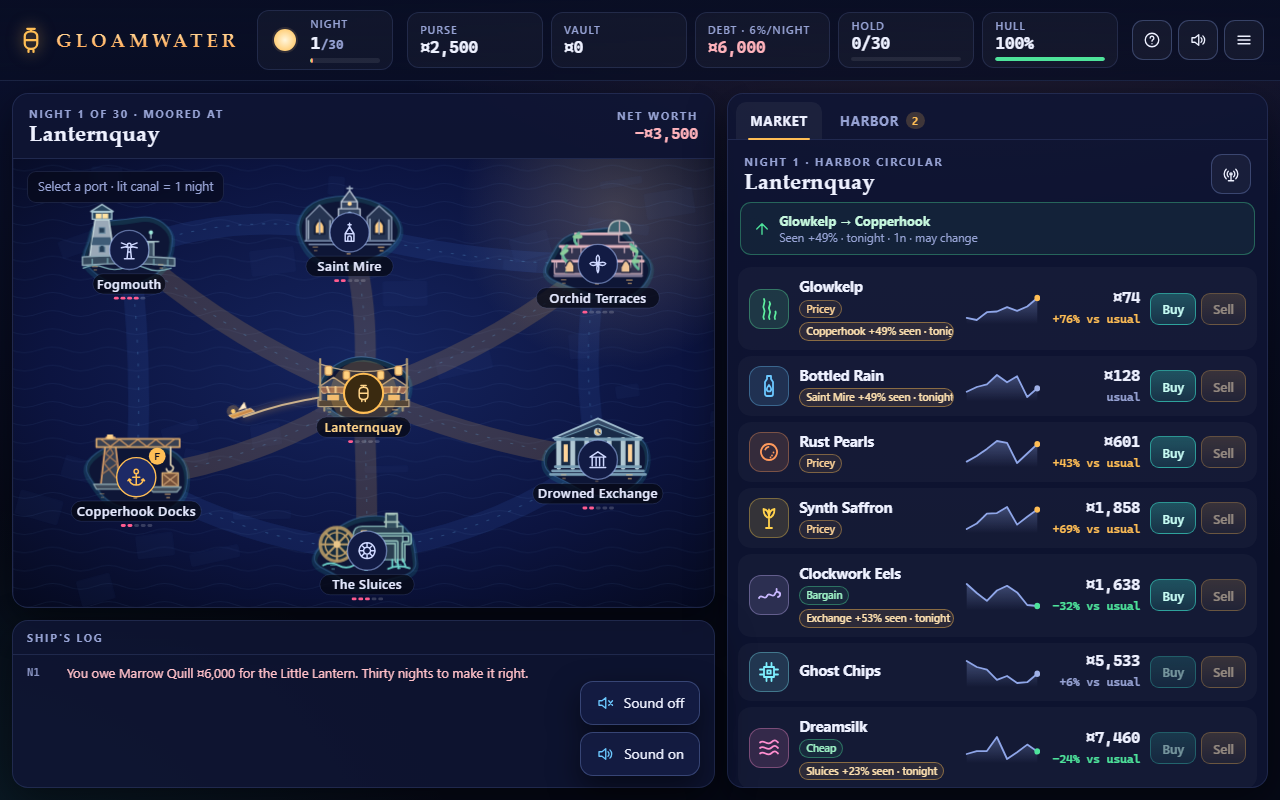 GLOAMWATER
NIGHT
1/30
PURSE
¤2,500
VAULT
¤0
DEBT · 6%/NIGHT
¤6,000
HOLD
0/30
HULL
100%
NIGHT 1 OF 30 · MOORED AT
Lanternquay
NET WORTH
−¤3,500
Select a port · lit canal = 1 night
Fogmouth
Saint Mire
Orchid Terraces
Lanternquay
F
Copperhook Docks
Drowned Exchange
The Sluices
SHIP'S LOG
N1 You owe Marrow Quill ¤6,000 for the Little Lantern. Thirty nights to make it right.
Sound off
Sound on
MARKET
HARBOR 2
NIGHT 1 · HARBOR CIRCULAR
Lanternquay
Glowkelp → Copperhook
Seen +49% · tonight · 1n · may change
Glowkelp
Pricey
Copperhook +49% seen · tonig
¤74
+76% vs usual
Buy
Sell
Bottled Rain
Saint Mire +49% seen · tonight
¤128
usual
Buy
Sell
Rust Pearls
Pricey
¤601
+43% vs usual
Buy
Sell
Synth Saffron
Pricey
¤1,858
+69% vs usual
Buy
Sell
Clockwork Eels
Bargain
Exchange +53% seen · tonight
¤1,638
−32% vs usual
Buy
Sell
Ghost Chips
¤5,533
+6% vs usual
Buy
Sell
Dreamsilk
Cheap
Sluices +23% seen · tonight
¤7,460
−24% vs usual
Buy
Sell